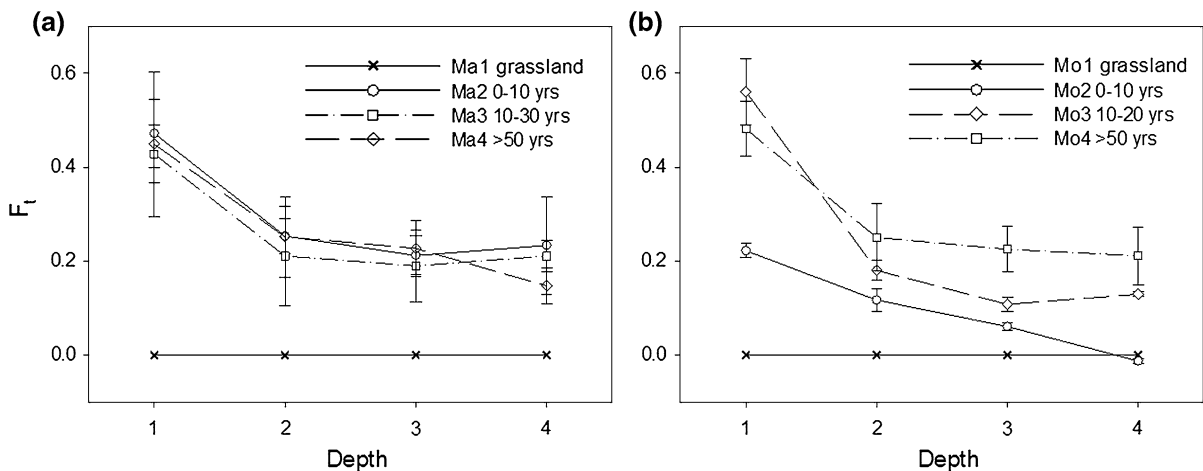 (a)
F_t
0.6
0.4
0.2
0.0
Ma1 grassland
Ma2 0-10 yrs
Ma3 10-30 yrs
Ma4 >50 yrs
1 2 3 4
Depth
(b)
0.6
0.4
0.2
0.0
Mo1 grassland
Mo2 0-10 yrs
Mo3 10-20 yrs
Mo4 >50 yrs
1 2 3 4
Depth